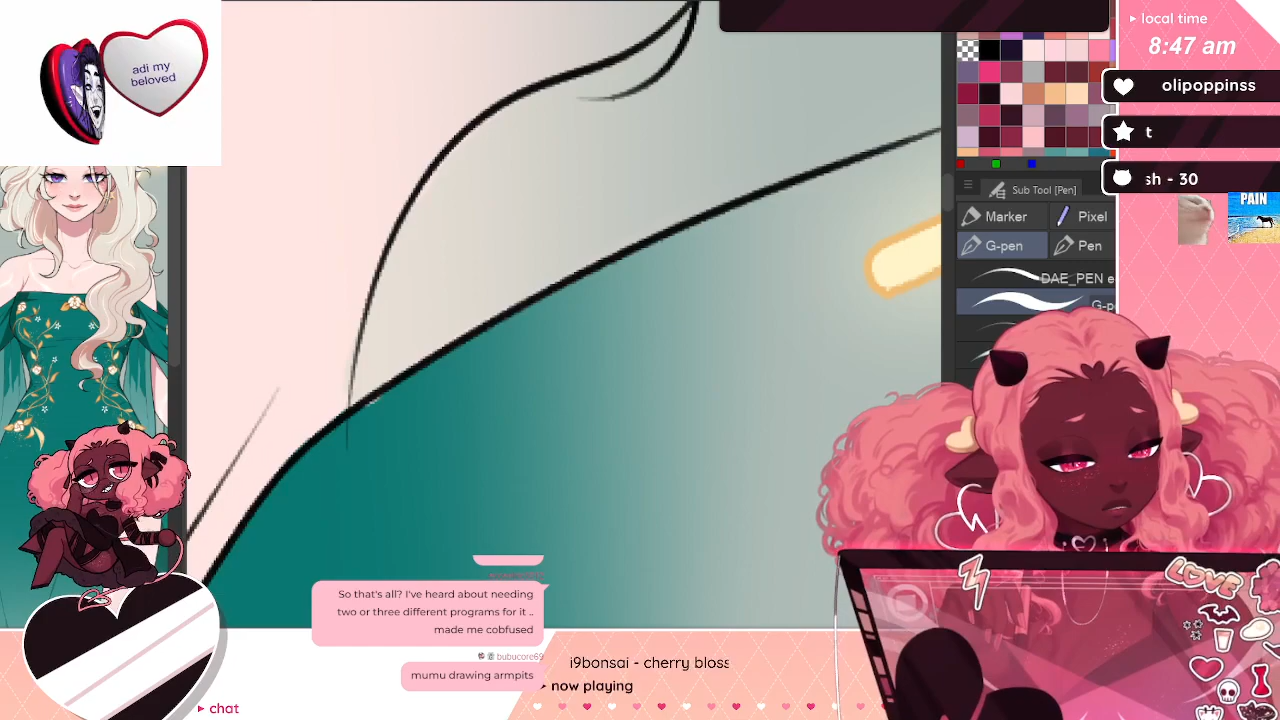 adi my
beloved
local time
8:47 am
olipoppinss
t
sh - 30
PAIN
Sub Tool [Pen]
Marker
Pixel
G-pen
Pen
DAE_PEN e
G-p
So that's all? I've heard about needing
two or three different programs for it ..
made me cobfused
bubucore69
mumu drawing armpits
i9bonsai - cherry bloss
now playing
chat
LOVE